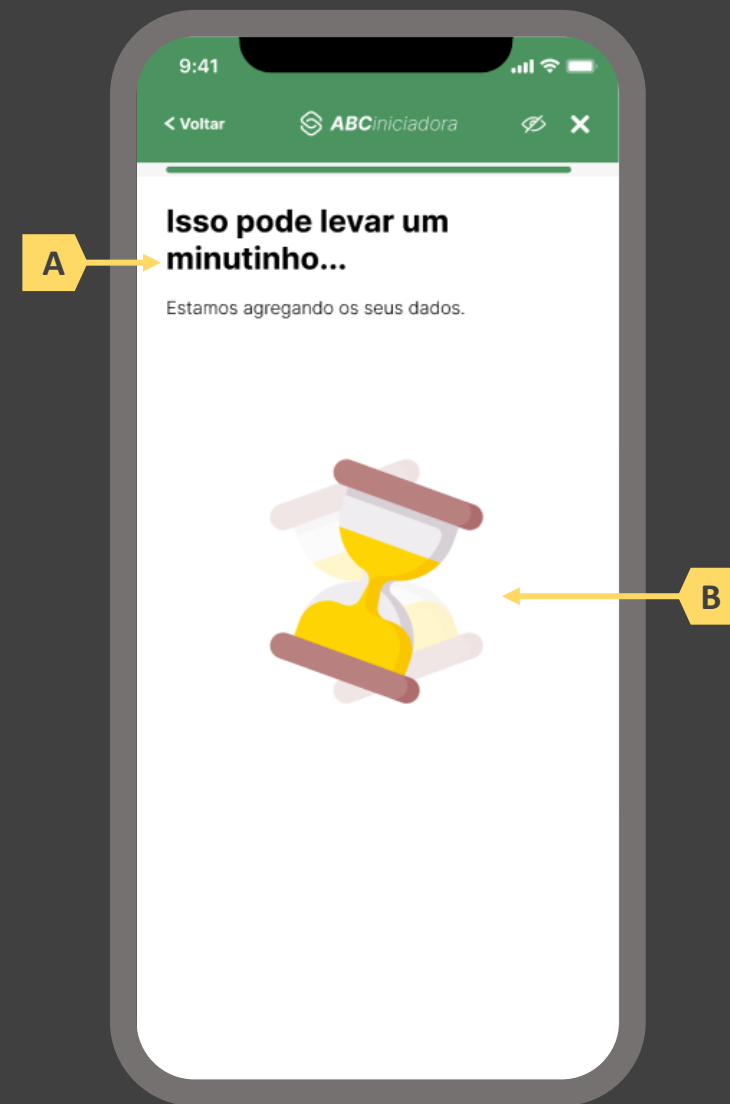 9:41
< Voltar ABCiniciadora
Isso pode levar um
minutinho...
A
Estamos agregando os seus dados.
B